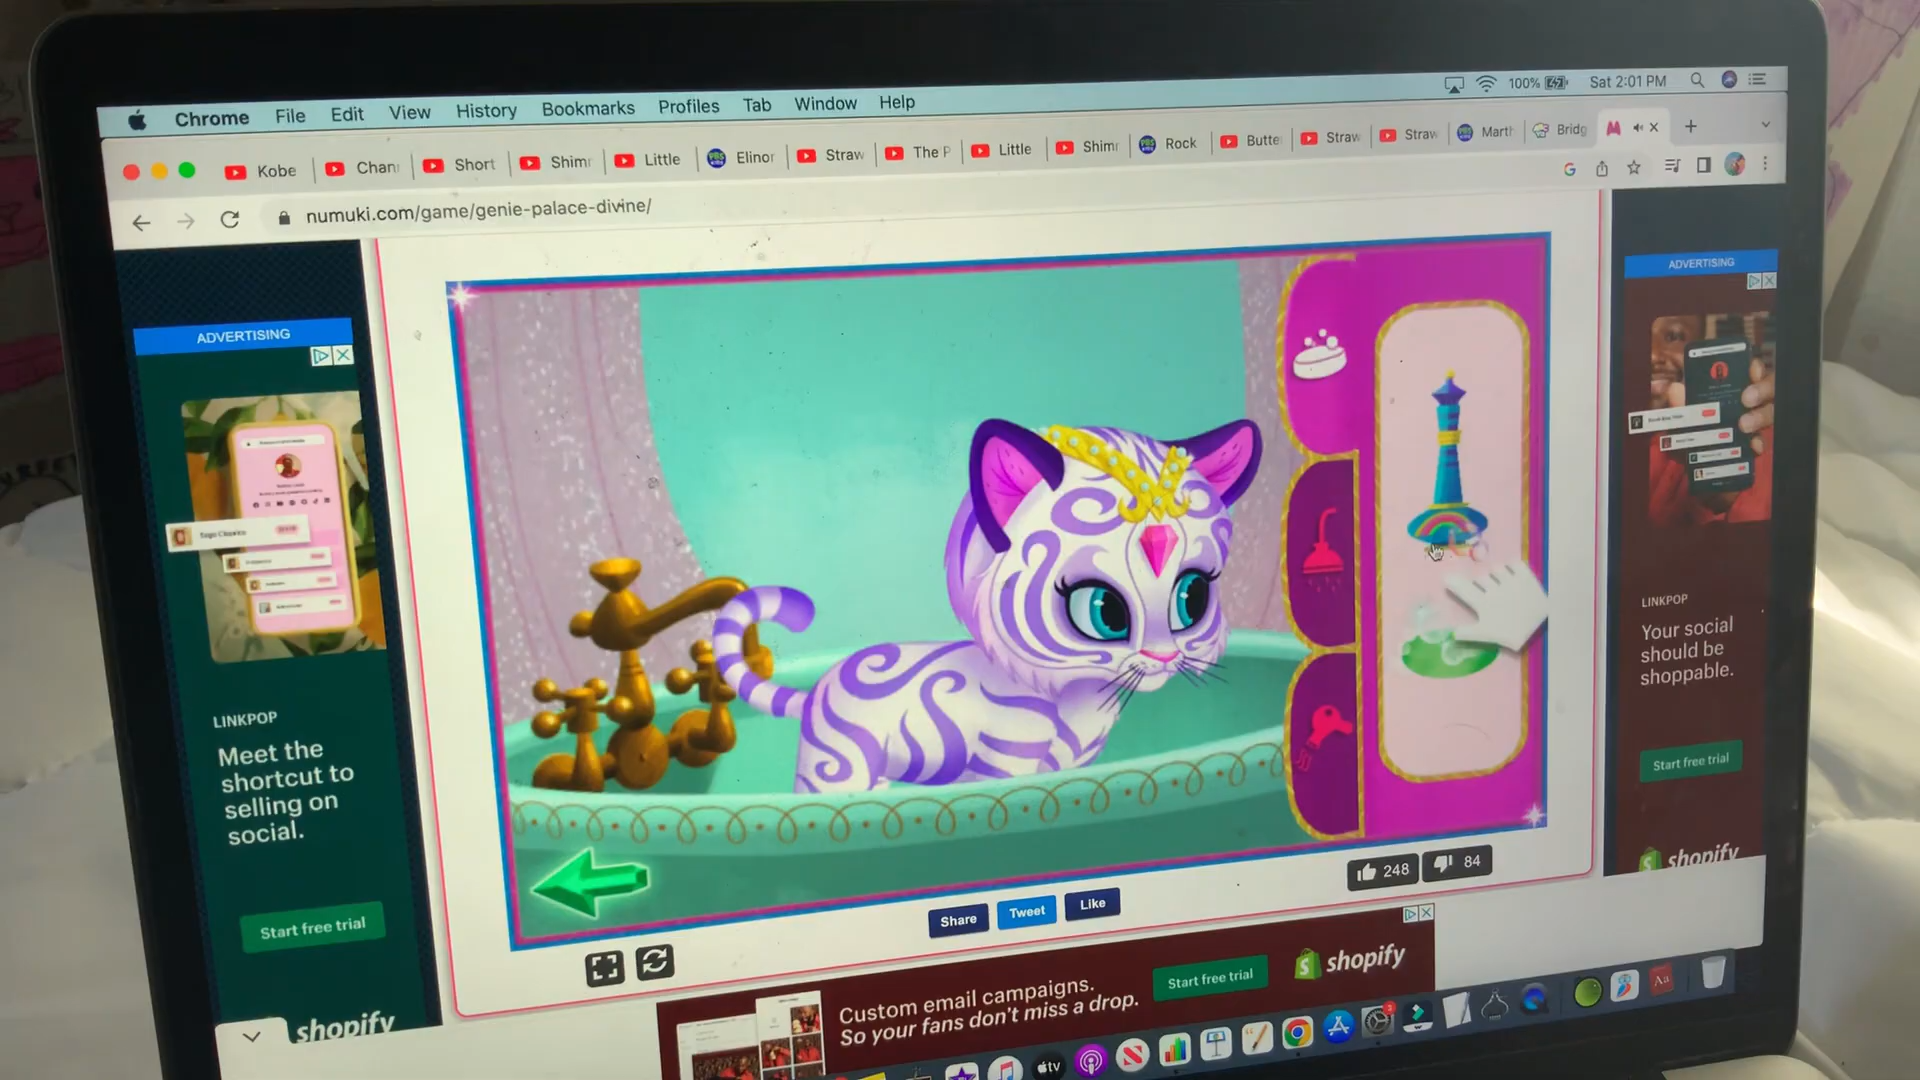 Chrome File Edit View History Bookmarks Profiles Tab Window Help
100% Sat 2:01 PM
Kobe Chan Short Shimr Little Elinor Straw The P Little Shim Rock Butte Straw Straw Mart Bridg
numuki.com/game/genie-palace-divine/
ADVERTISING
LINKPOP
Meet the
shortcut to
selling on
social.
Start free trial
shopify
248 84
Share Tweet Like
Custom email campaigns.
So your fans don't miss a drop.
Start free trial
shopify
tv
Aa
ADVERTISING
LINKPOP
Your social
should be
shoppable.
Start free trial
shopify